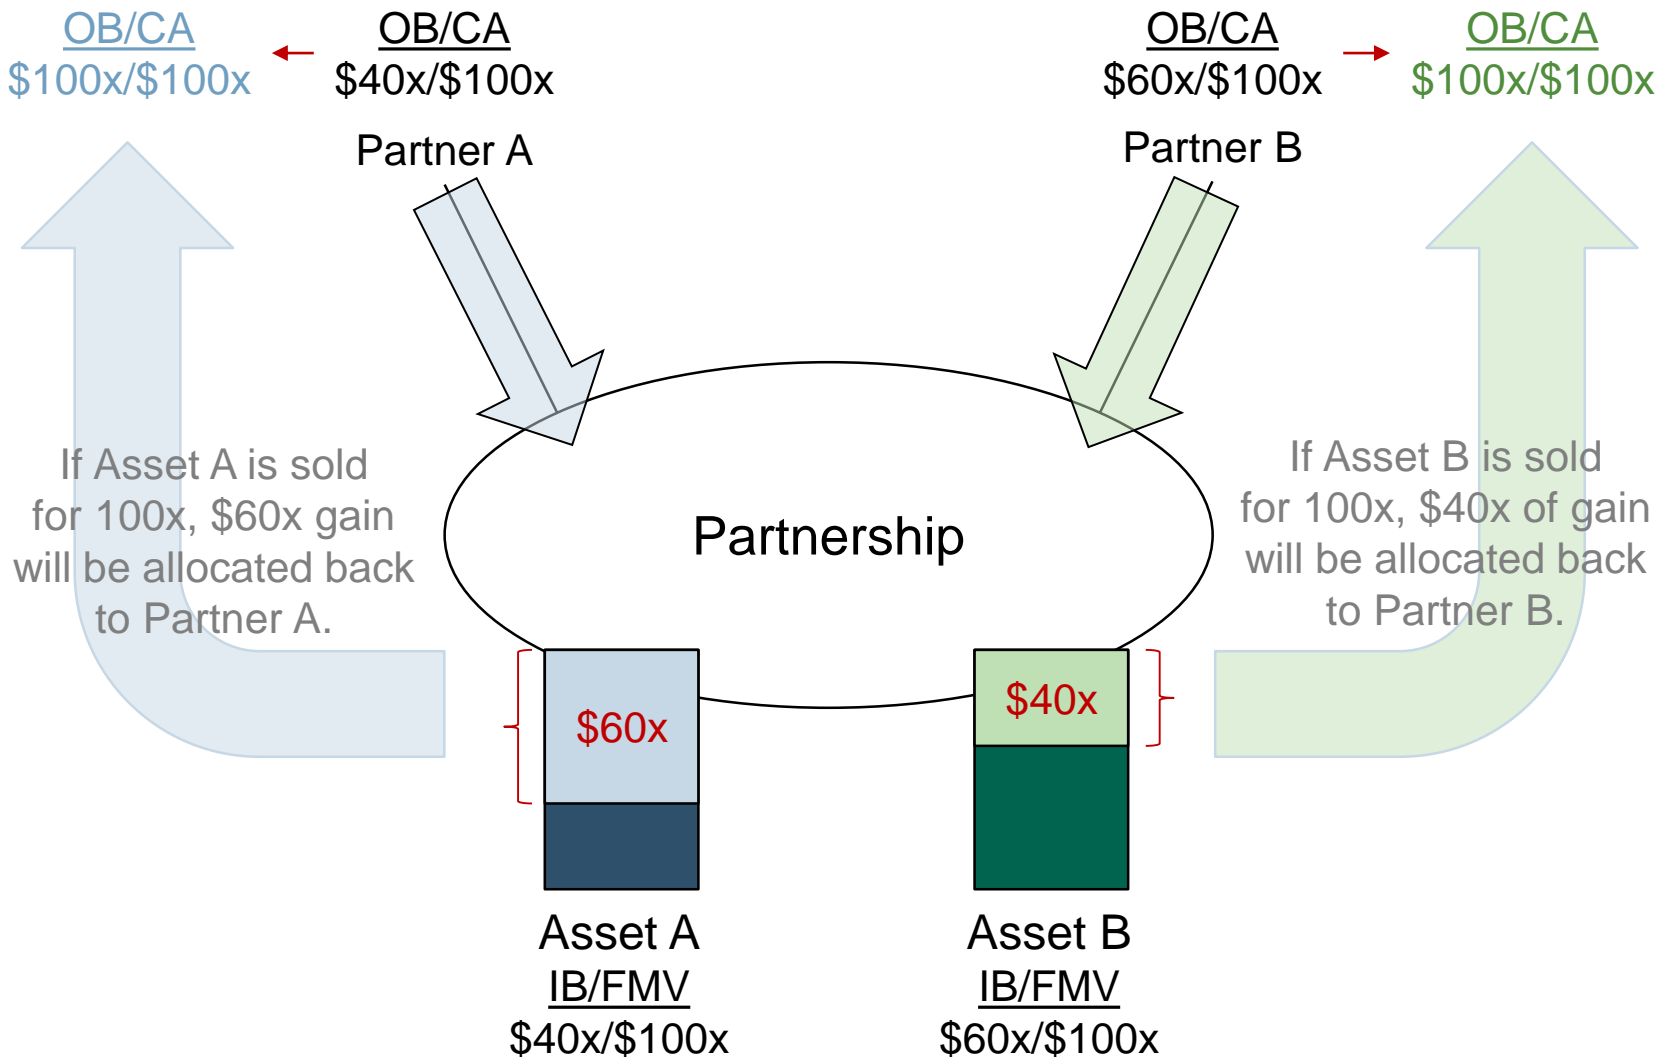 OB/CA
$100x/$100x
OB/CA
$40x/$100x
OB/CA
$60x/$100x
OB/CA
$100x/$100x
Partner A
Partner B
If Asset A is sold
for 100x, $60x gain
will be allocated back
to Partner A.
Partnership
If Asset B is sold
for 100x, $40x of gain
will be allocated back
to Partner B.
$60x
$40x
Asset A
IB/FMV
$40x/$100x
Asset B
IB/FMV
$60x/$100x